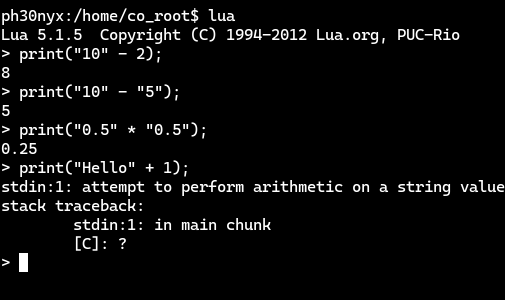 ph30nyx:/home/co_root$ lua
Lua 5.1.5  Copyright (C) 1994-2012 Lua.org, PUC-Rio
> print("10" - 2);
8
> print("10" - "5");
5
> print("0.5" * "0.5");
0.25
> print("Hello" + 1);
stdin:1: attempt to perform arithmetic on a string value
stack traceback:
        stdin:1: in main chunk
        [C]: ?
>